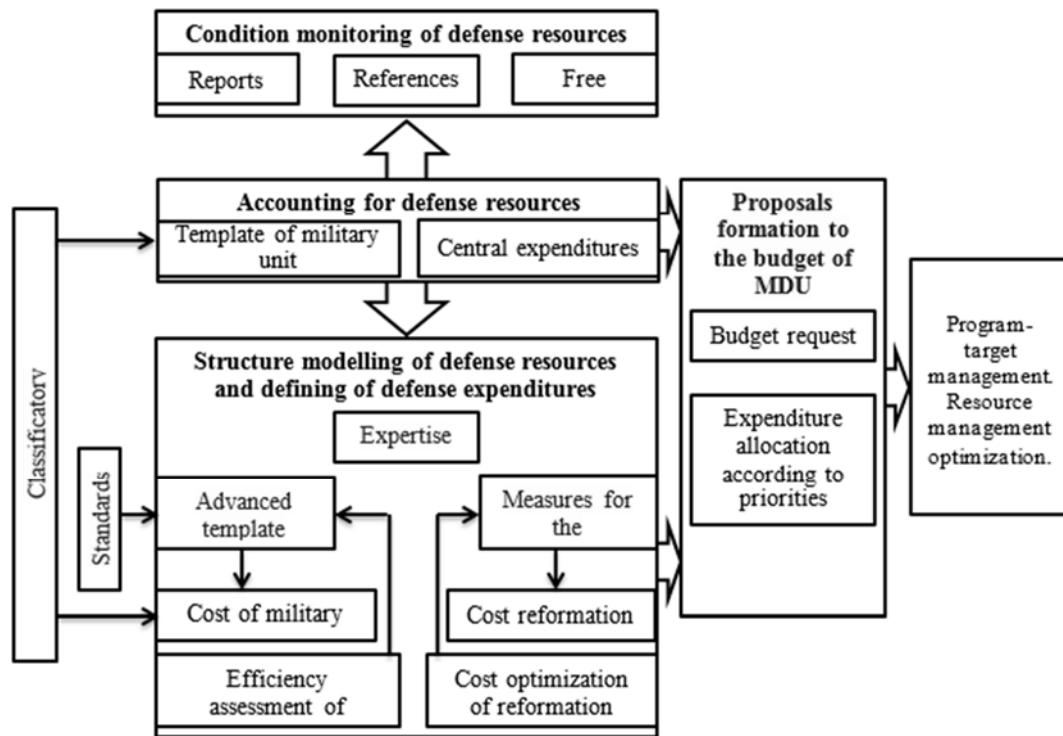 Condition monitoring of defense resources
Reports
References
Free
Accounting for defense resources
Template of military
unit
Central expenditures
Classificatory
Standards
Structure modelling of defense resources
and defining of defense expenditures
Expertise
Advanced
template
Measures for
the
Cost of military
Cost reformation
Efficiency
assessment of
Cost optimization
of reformation
Proposals
formation to
the budget of
MDU
Budget request
Expenditure
allocation
according to
priorities
Program-
target
management.
Resource
management
optimization.